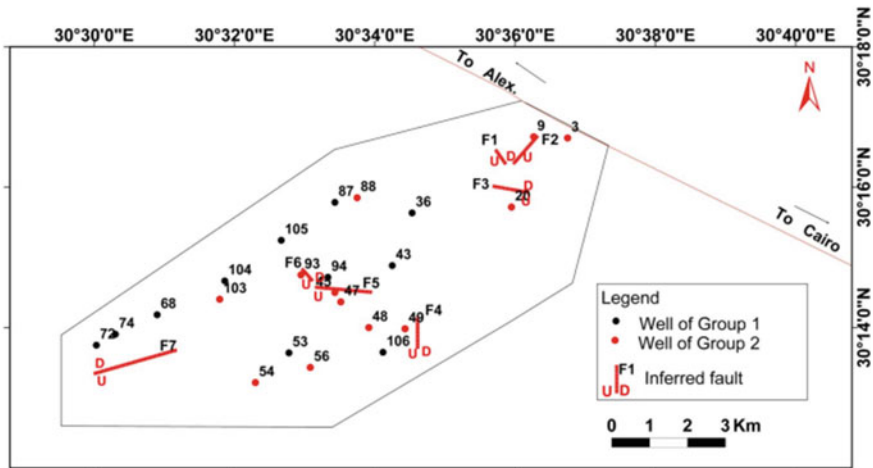 30°30'0"E 30°32'0"E 30°34'0"E 30°36'0"E 30°38'0"E 30°40'0"E
30°18'0"N
To Alex.
N
9 3
F1 F2
U D U
30°16'0"N
F3 D
87 88 20 U
36
To Cairo
105
43
F6 93 94
D
104 U 45 F5
103 U 47
68
Legend
74 48 49 F4
Well of Group 1
30°14'0"N
72 F7 53 106 U D
Well of Group 2
D
U 54 56
F1
U D Inferred fault
0 1 2 3 Km